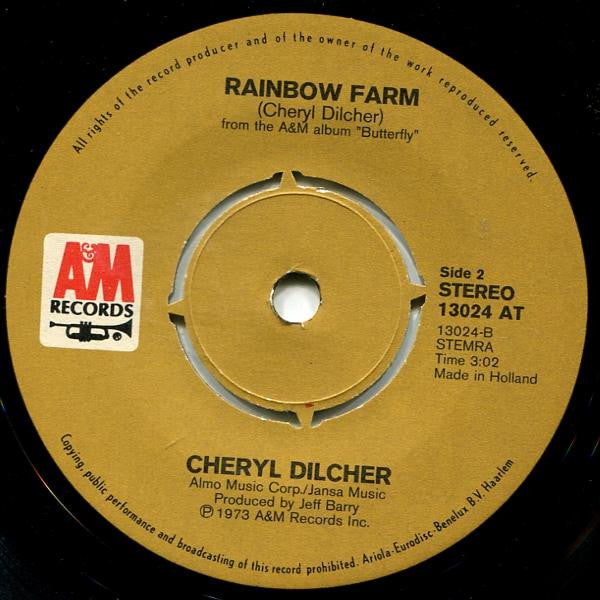 All rights of the record producer and of the owner of the work reproduced reserved.
RAINBOW FARM
(Cheryl Dilcher)
from the A&M album "Butterfly"
A&M
RECORDS
®
Side 2
STEREO
13024 AT
13024-B
STEMRA
Time 3:02
Made in Holland
CHERYL DILCHER
Almo Music Corp./Jansa Music
Produced by Jeff Barry
℗ 1973 A&M Records Inc.
Copying, public performance and broadcasting of this record prohibited. Ariola-Eurodisc-Benelux B.V. Haarlem